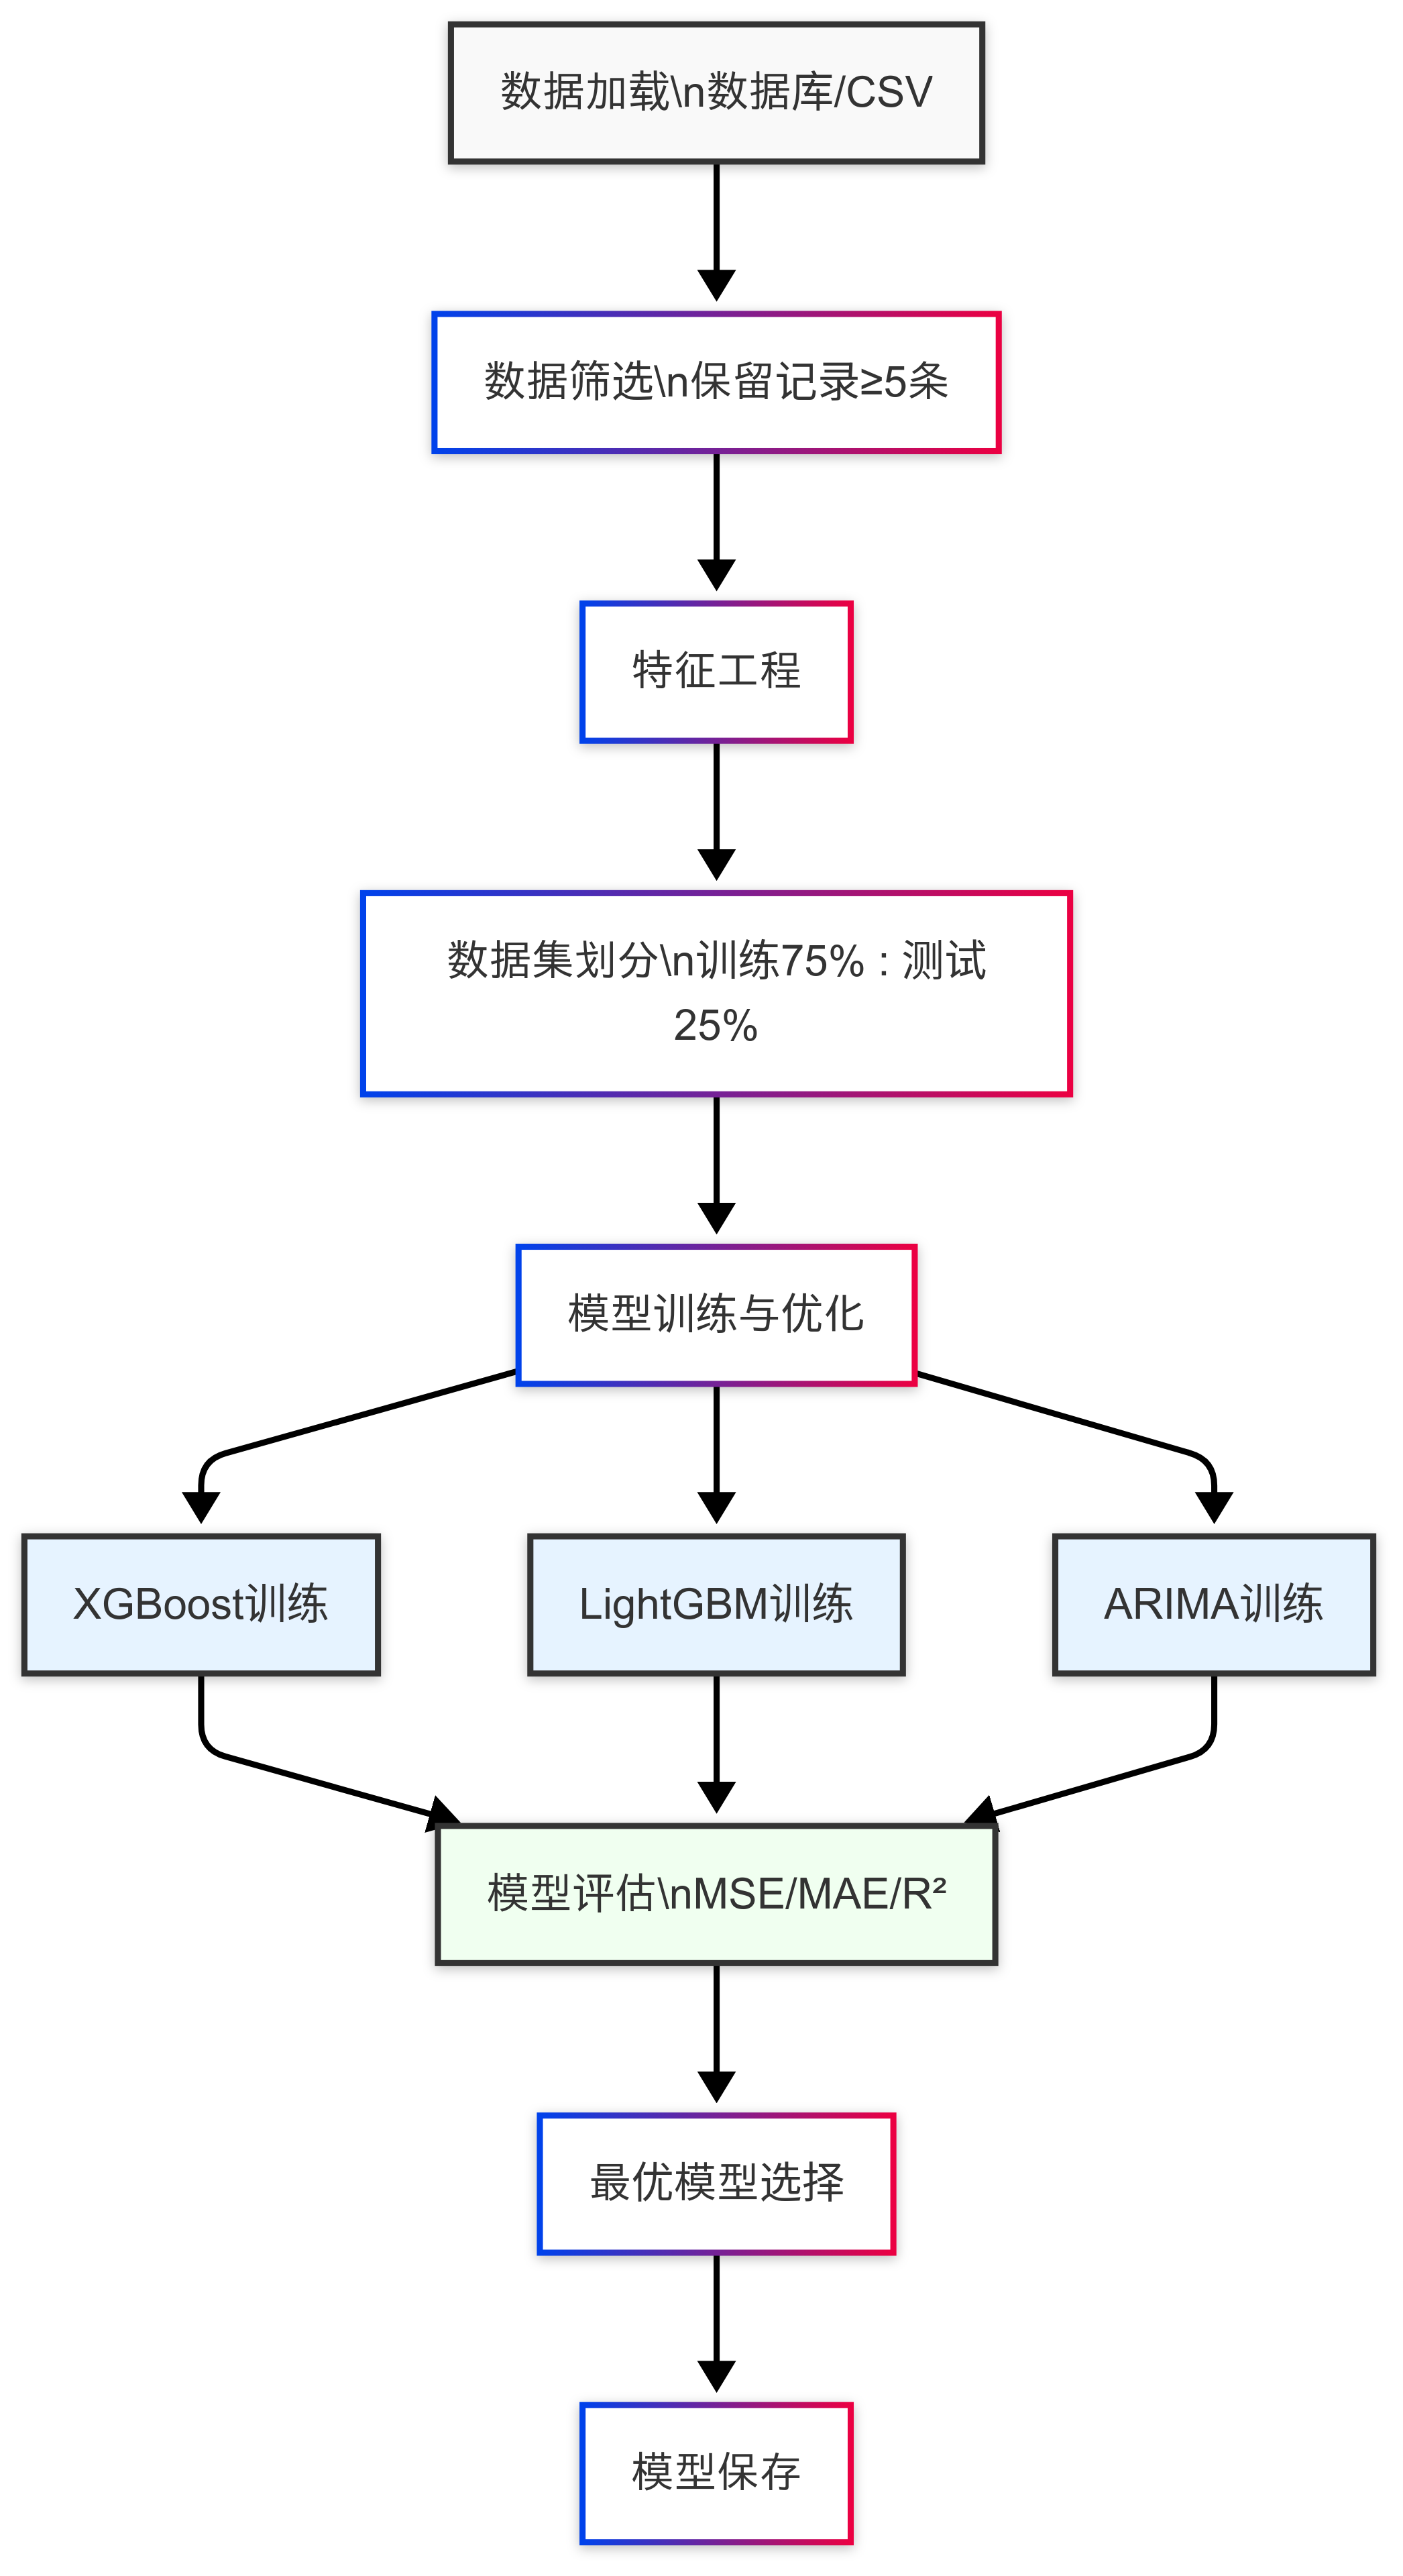 数据加载\n数据库/CSV
数据筛选\n保留记录≥5条
特征工程
数据集划分\n训练75% : 测试
25%
模型训练与优化
XGBoost训练
LightGBM训练
ARIMA训练
模型评估\nMSE/MAE/R²
最优模型选择
模型保存